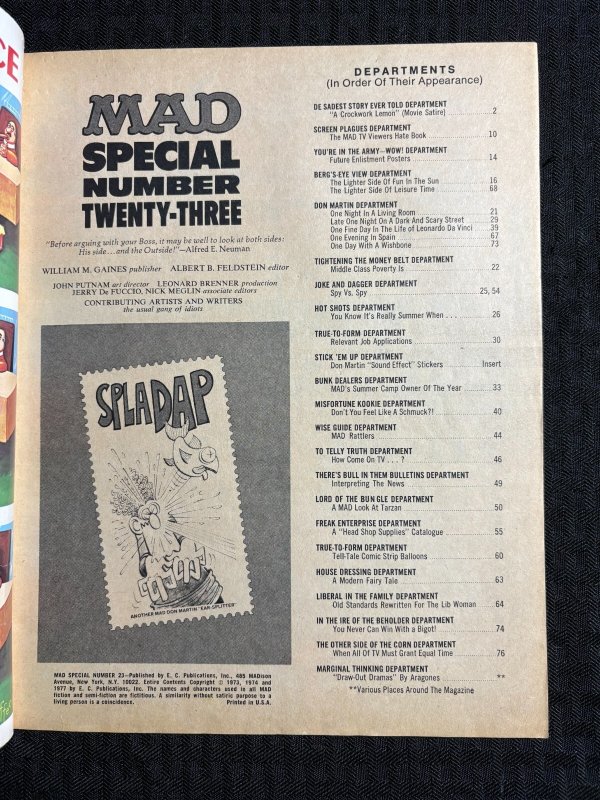 CE
MAD
SPECIAL
NUMBER
TWENTY-THREE
"Before arguing with your Boss, it may be well to look at both sides:
His side . . . and the Outside!"—Alfred E. Neuman
WILLIAM M. GAINES publisher ALBERT B. FELDSTEIN editor
JOHN PUTNAM art director LEONARD BRENNER production
JERRY DE FUCCIO, NICK MEGLIN associate editors
CONTRIBUTING ARTISTS AND WRITERS
the usual gang of idiots
SPLADAP
ANOTHER MAD DON MARTIN "EAR-SPLITTER"
MAD SPECIAL NUMBER 23—Published by E. C. Publications, Inc., 485 MADison
Avenue, New York, N.Y. 10022. Entire Contents Copyright © 1973, 1974 and
1977 by E. C. Publications, Inc. The names and characters used in all MAD
fiction and semi-fiction are fictitious. A similarity without satiric purpose to a
living person is a coincidence. Printed in U.S.A.
DEPARTMENTS
(In Order Of Their Appearance)
DE SADEST STORY EVER TOLD DEPARTMENT
"A Crockwork Lemon" (Movie Satire) 2
SCREEN PLAGUES DEPARTMENT
The MAD TV Viewers Hate Book 10
YOU'RE IN THE ARMY—WOW! DEPARTMENT
Future Enlistment Posters 14
BERG'S-EYE VIEW DEPARTMENT
The Lighter Side Of Fun In The Sun 16
The Lighter Side Of Leisure Time 68
DON MARTIN DEPARTMENT
One Night In A Living Room 21
Late One Night On A Dark And Scary Street 29
One Fine Day In The Life of Leonardo Da Vinci 39
One Evening In Spain 67
One Day With A Wishbone 73
TIGHTENING THE MONEY BELT DEPARTMENT
Middle Class Poverty Is 22
JOKE AND DAGGER DEPARTMENT
Spy Vs. Spy 25, 54
HOT SHOTS DEPARTMENT
You Know It's Really Summer When . . . 26
TRUE-TO-FORM DEPARTMENT
Relevant Job Applications 30
STICK 'EM UP DEPARTMENT
Don Martin "Sound Effect" Stickers Insert
BUNK DEALERS DEPARTMENT
MAD's Summer Camp Owner Of The Year 33
MISFORTUNE KOOKIE DEPARTMENT
Don't You Feel Like A Schmuck?! 40
WISE GUIDE DEPARTMENT
MAD Rattlers 44
TO TELLY TRUTH DEPARTMENT
How Come On TV . . . ? 46
THERE'S BULL IN THEM BULLETINS DEPARTMENT
Interpreting The News 49
LORD OF THE BUNGLE DEPARTMENT
A MAD Look At Tarzan 50
FREAK ENTERPRISE DEPARTMENT
A "Head Shop Supplies" Catalogue 55
TRUE-TO-FORM DEPARTMENT
Tell-Tale Comic Strip Balloons 60
HOUSE DRESSING DEPARTMENT
A Modern Fairy Tale 63
LIBERAL IN THE FAMILY DEPARTMENT
Old Standards Rewritten For The Lib Woman 64
IN THE IRE OF THE BEHOLDER DEPARTMENT
You Never Can Win With a Bigot! 74
THE OTHER SIDE OF THE CORN DEPARTMENT
When All Of TV Must Grant Equal Time 76
MARGINAL THINKING DEPARTMENT
"Draw-Out Dramas" By Aragones **
**Various Places Around The Magazine